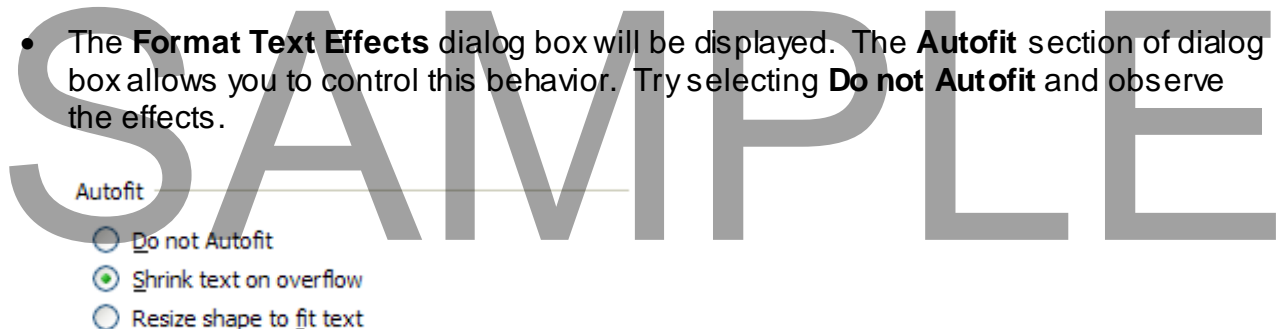 • The Format Text Effects dialog box will be displayed. The Autofit section of dialog
box allows you to control this behavior. Try selecting Do not Autofit and observe
the effects.
SAMPLE
Autofit
Do not Autofit
Shrink text on overflow
Resize shape to fit text